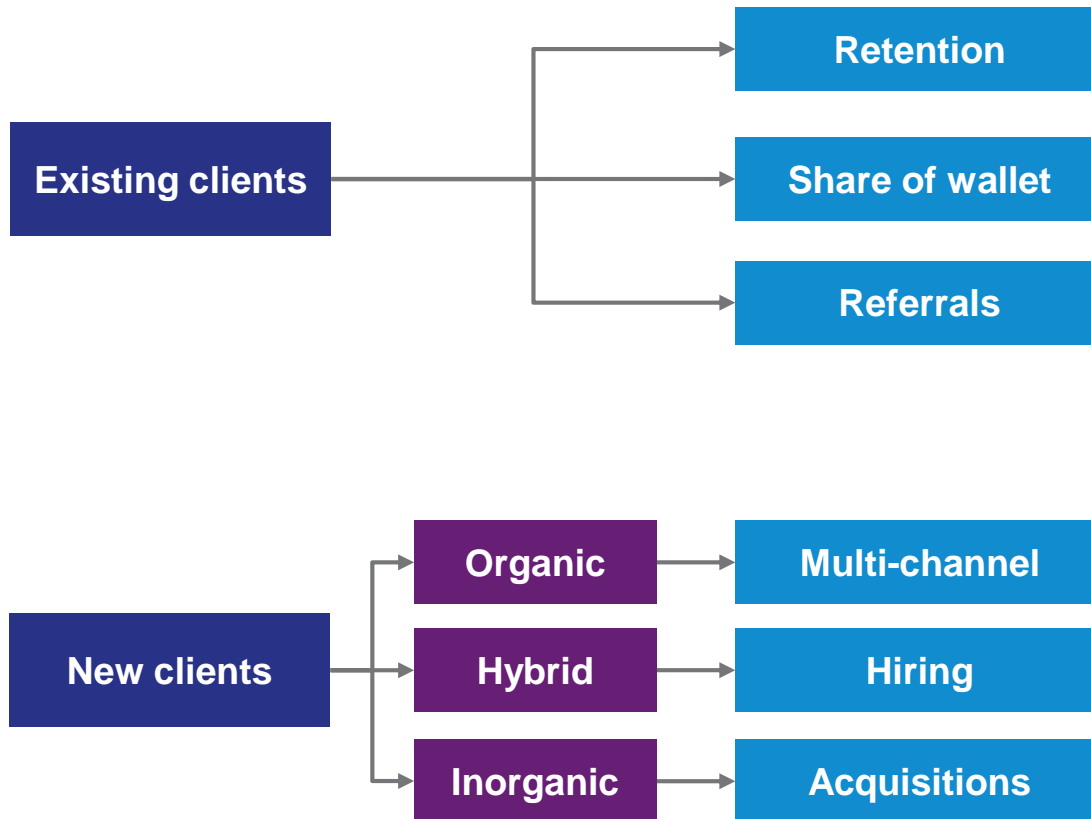 Existing clients
Retention
Share of wallet
Referrals
New clients
Organic
Multi-channel
Hybrid
Hiring
Inorganic
Acquisitions